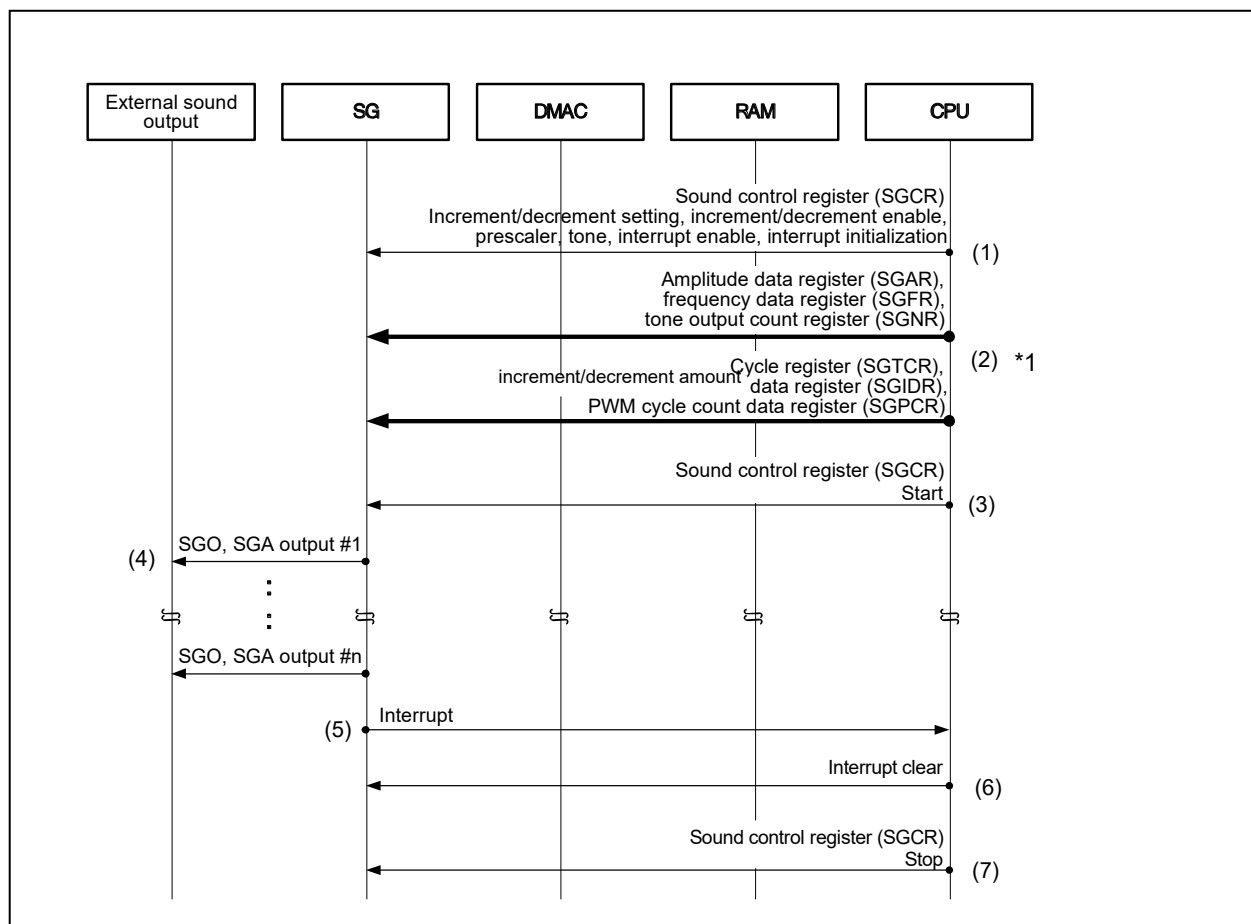 External sound
output
SG
DMAC
RAM
CPU
Sound control register (SGCR)
Increment/decrement setting, increment/decrement enable,
prescaler, tone, interrupt enable, interrupt initialization
(1)
Amplitude data register (SGAR),
frequency data register (SGFR),
tone output count register (SGNR)
(2) *1
Cycle register (SGTCR),
increment/decrement amount
data register (SGIDR),
PWM cycle count data register (SGPCR)
Sound control register (SGCR)
Start
(3)
(4)
SGO, SGA output #1
SGO, SGA output #n
(5)
Interrupt
Interrupt clear
(6)
Sound control register (SGCR)
Stop
(7)